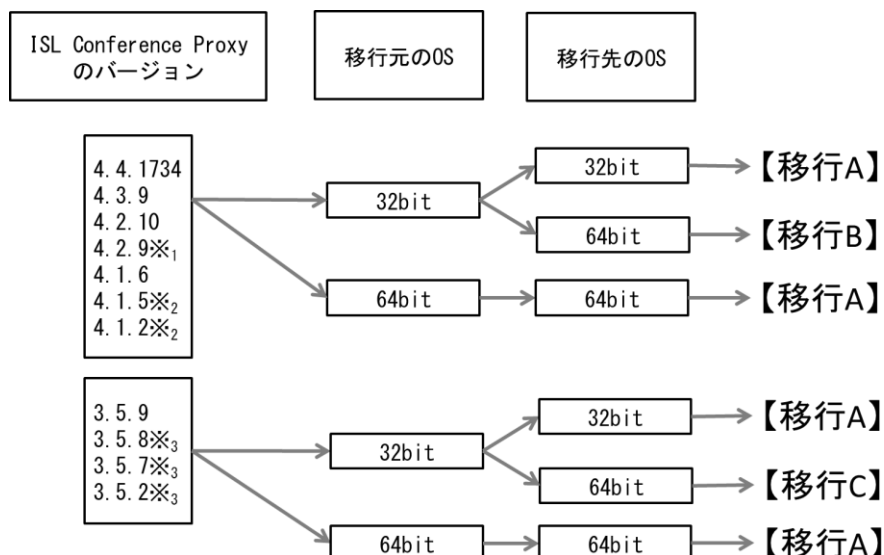 ISL Conference Proxy
のバージョン
移行元のOS
移行先のOS
4.4.1734
4.3.9
4.2.10
4.2.9※1
4.1.6
4.1.5※2
4.1.2※2
32bit
32bit
【移行A】
64bit
【移行B】
64bit
64bit
【移行A】
3.5.9
3.5.8※3
3.5.7※3
3.5.2※3
32bit
32bit
【移行A】
64bit
【移行C】
64bit
64bit
【移行A】